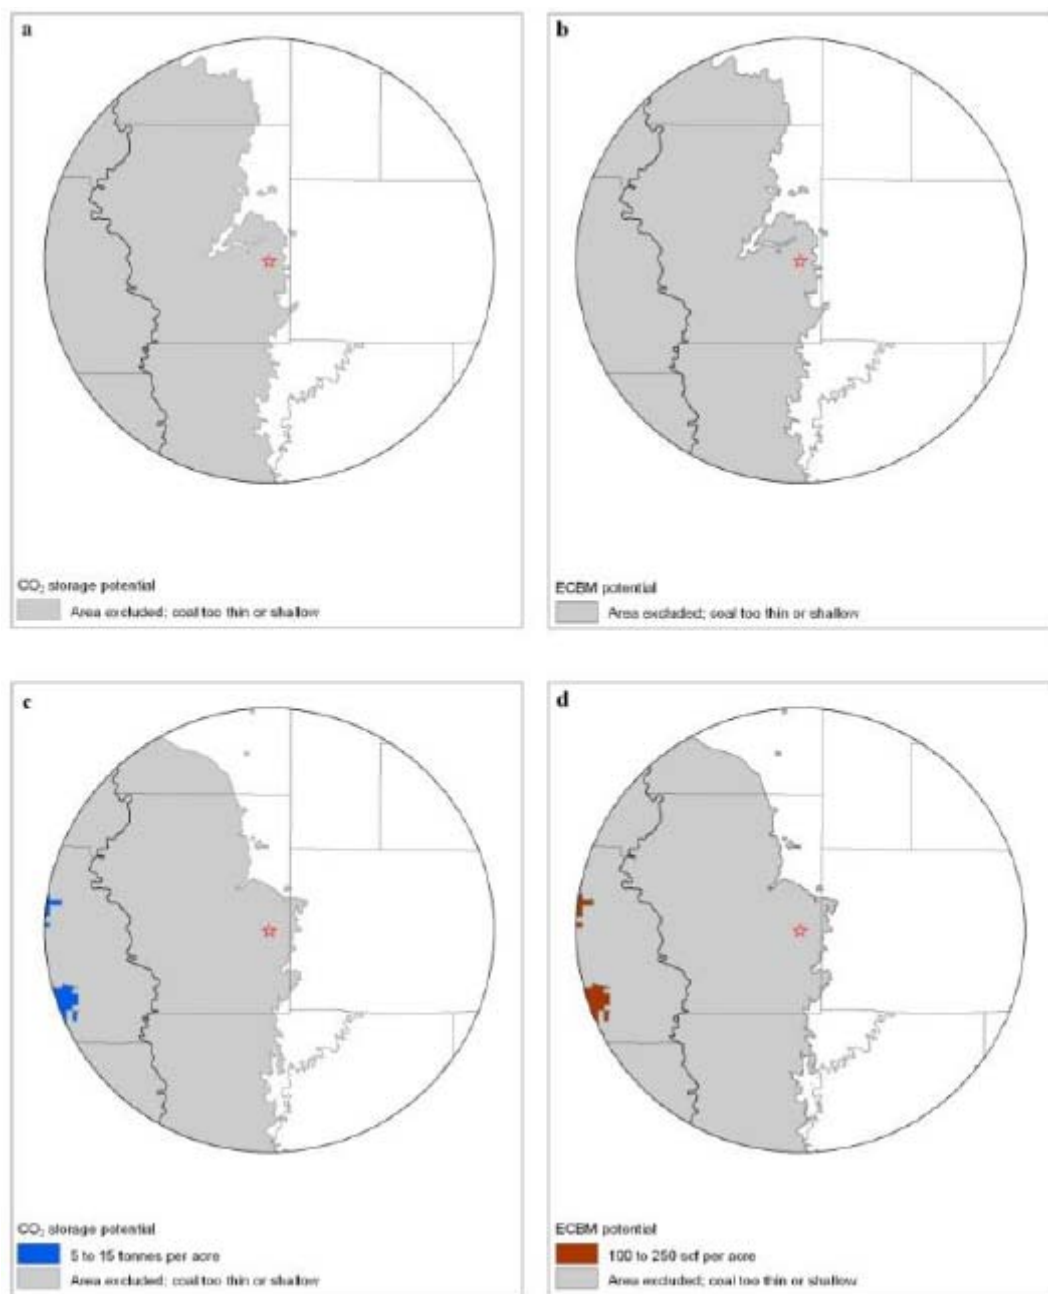 a
b
CO₂ storage potential
Area excluded; coal too thin or shallow
ECBM potential
Area excluded; coal too thin or shallow
c
d
CO₂ storage potential
5 to 15 tonnes per acre
Area excluded; coal too thin or shallow
ECBM potential
100 to 250 scf per acre
Area excluded; coal too thin or shallow